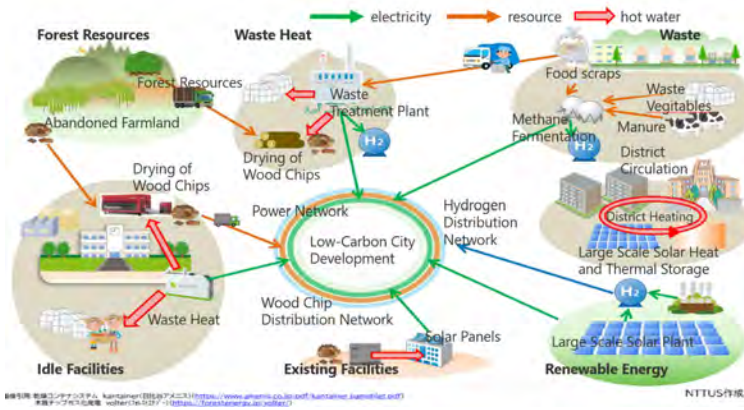 electricity
resource
hot water
Forest Resources
Forest Resources
Abandoned Farmland
Waste Heat
Waste
Treatment Plant
H2
Drying of
Wood Chips
Waste
Food scraps
Waste
Vegitables
Methane
Fermentation
Manure
H2
District
Circulation
District Heating
Large Scale Solar Heat
and Thermal Storage
Drying of
Wood Chips
Waste Heat
Idle Facilities
Power Network
Hydrogen
Distribution
Network
Low-Carbon City
Development
Wood Chip
Distribution Network
Solar Panels
Existing Facilities
H2
Large Scale Solar Plant
Renewable Energy
NTTUS作成